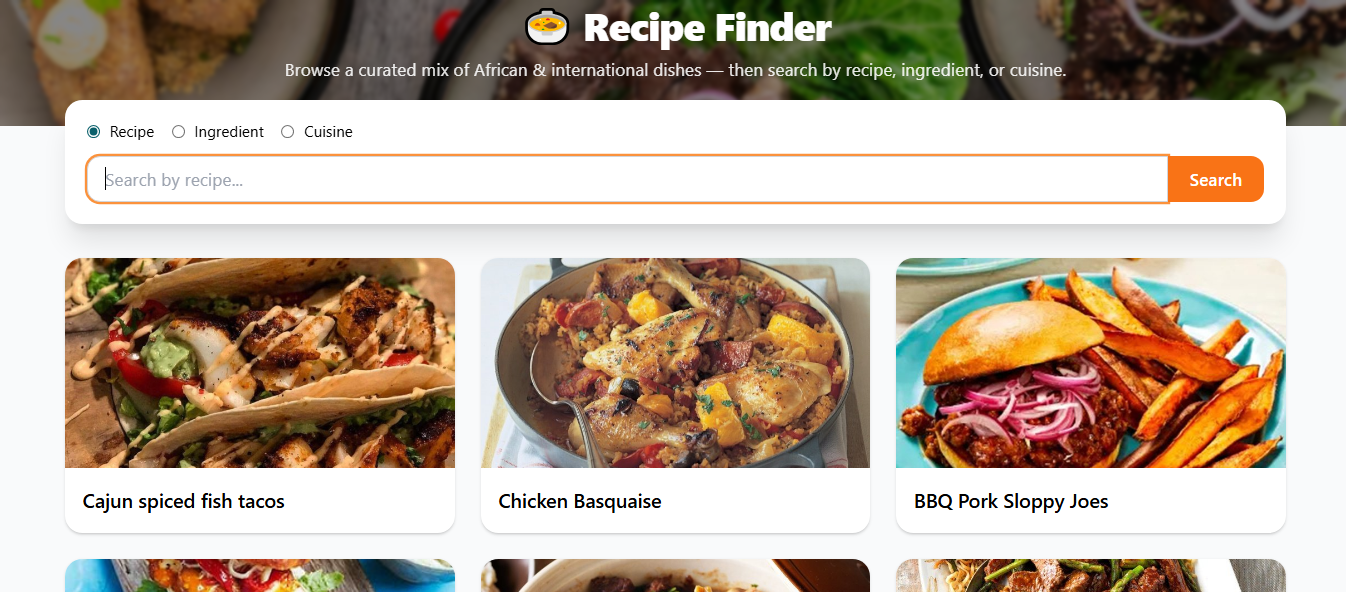 Recipe Finder
Browse a curated mix of African & international dishes — then search by recipe, ingredient, or cuisine.
Recipe Ingredient Cuisine
Search by recipe... Search
Cajun spiced fish tacos
Chicken Basquaise
BBQ Pork Sloppy Joes